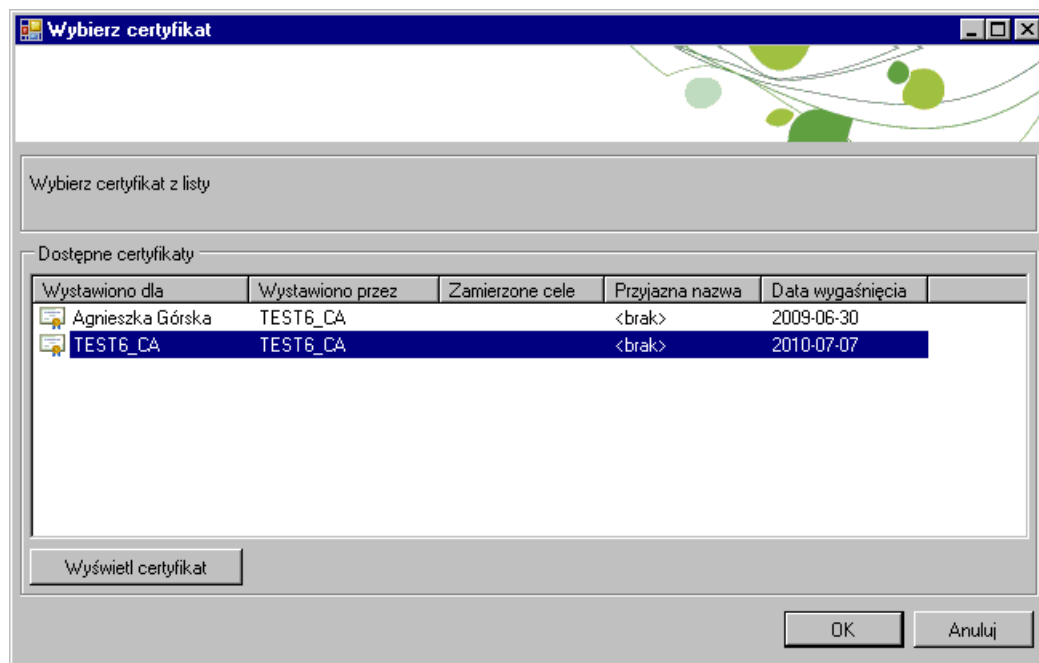 Wybierz certyfikat
Wybierz certyfikat z listy
Dostępne certyfikaty
Wystawiono dla Wystawiono przez Zamierzone cele Przyjazna nazwa Data wygaśnięcia
Agnieszka Górska TEST6_CA <brak> 2009-06-30
TEST6_CA TEST6_CA <brak> 2010-07-07
Wyświetl certyfikat
OK Anuluj